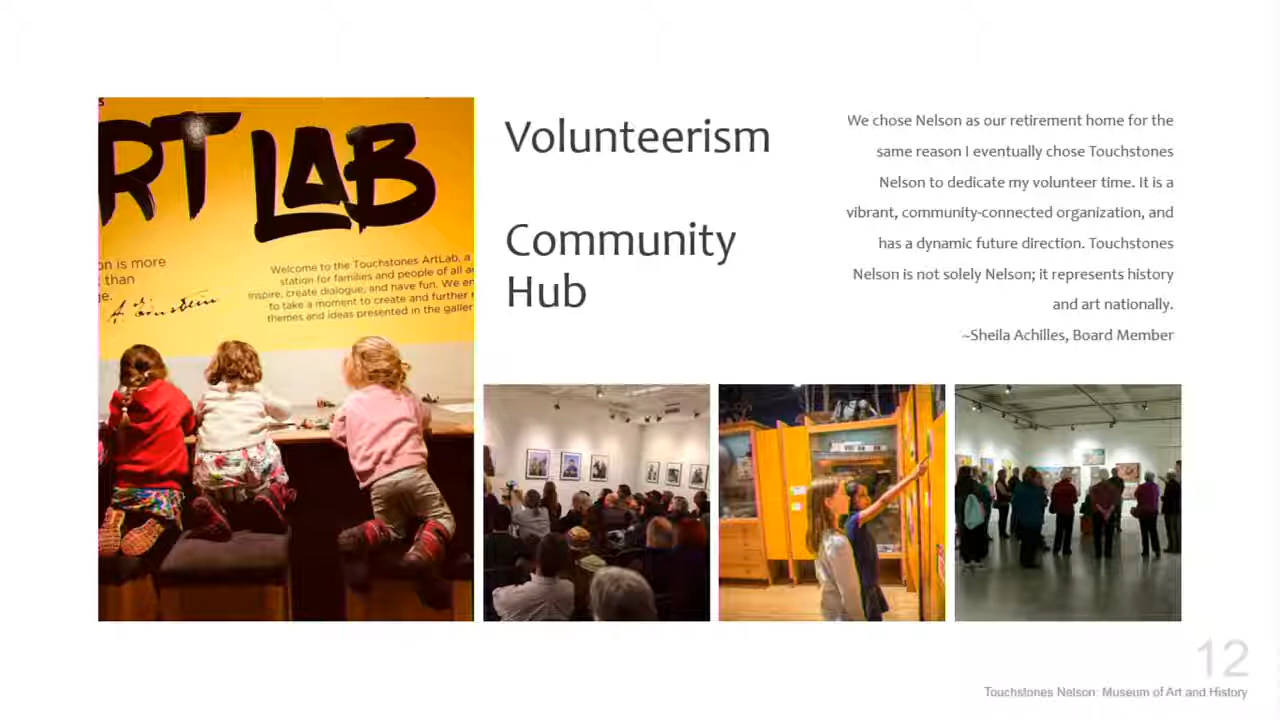 RT LAB
on is more
than
e.
A. Einstein
Welcome to the Touchstones ArtLab, a
station for families and people of all
inspire, create dialogue, and have fun. We
to take a moment to create and further
themes and ideas presented in the
Volunteerism
Community
Hub
We chose Nelson as our retirement home for the
same reason I eventually chose Touchstones
Nelson to dedicate my volunteer time. It is a
vibrant, community-connected organization, and
has a dynamic future direction. Touchstones
Nelson is not solely Nelson; it represents history
and art nationally.
~Sheila Achilles, Board Member
12
Touchstones Nelson: Museum of Art and History